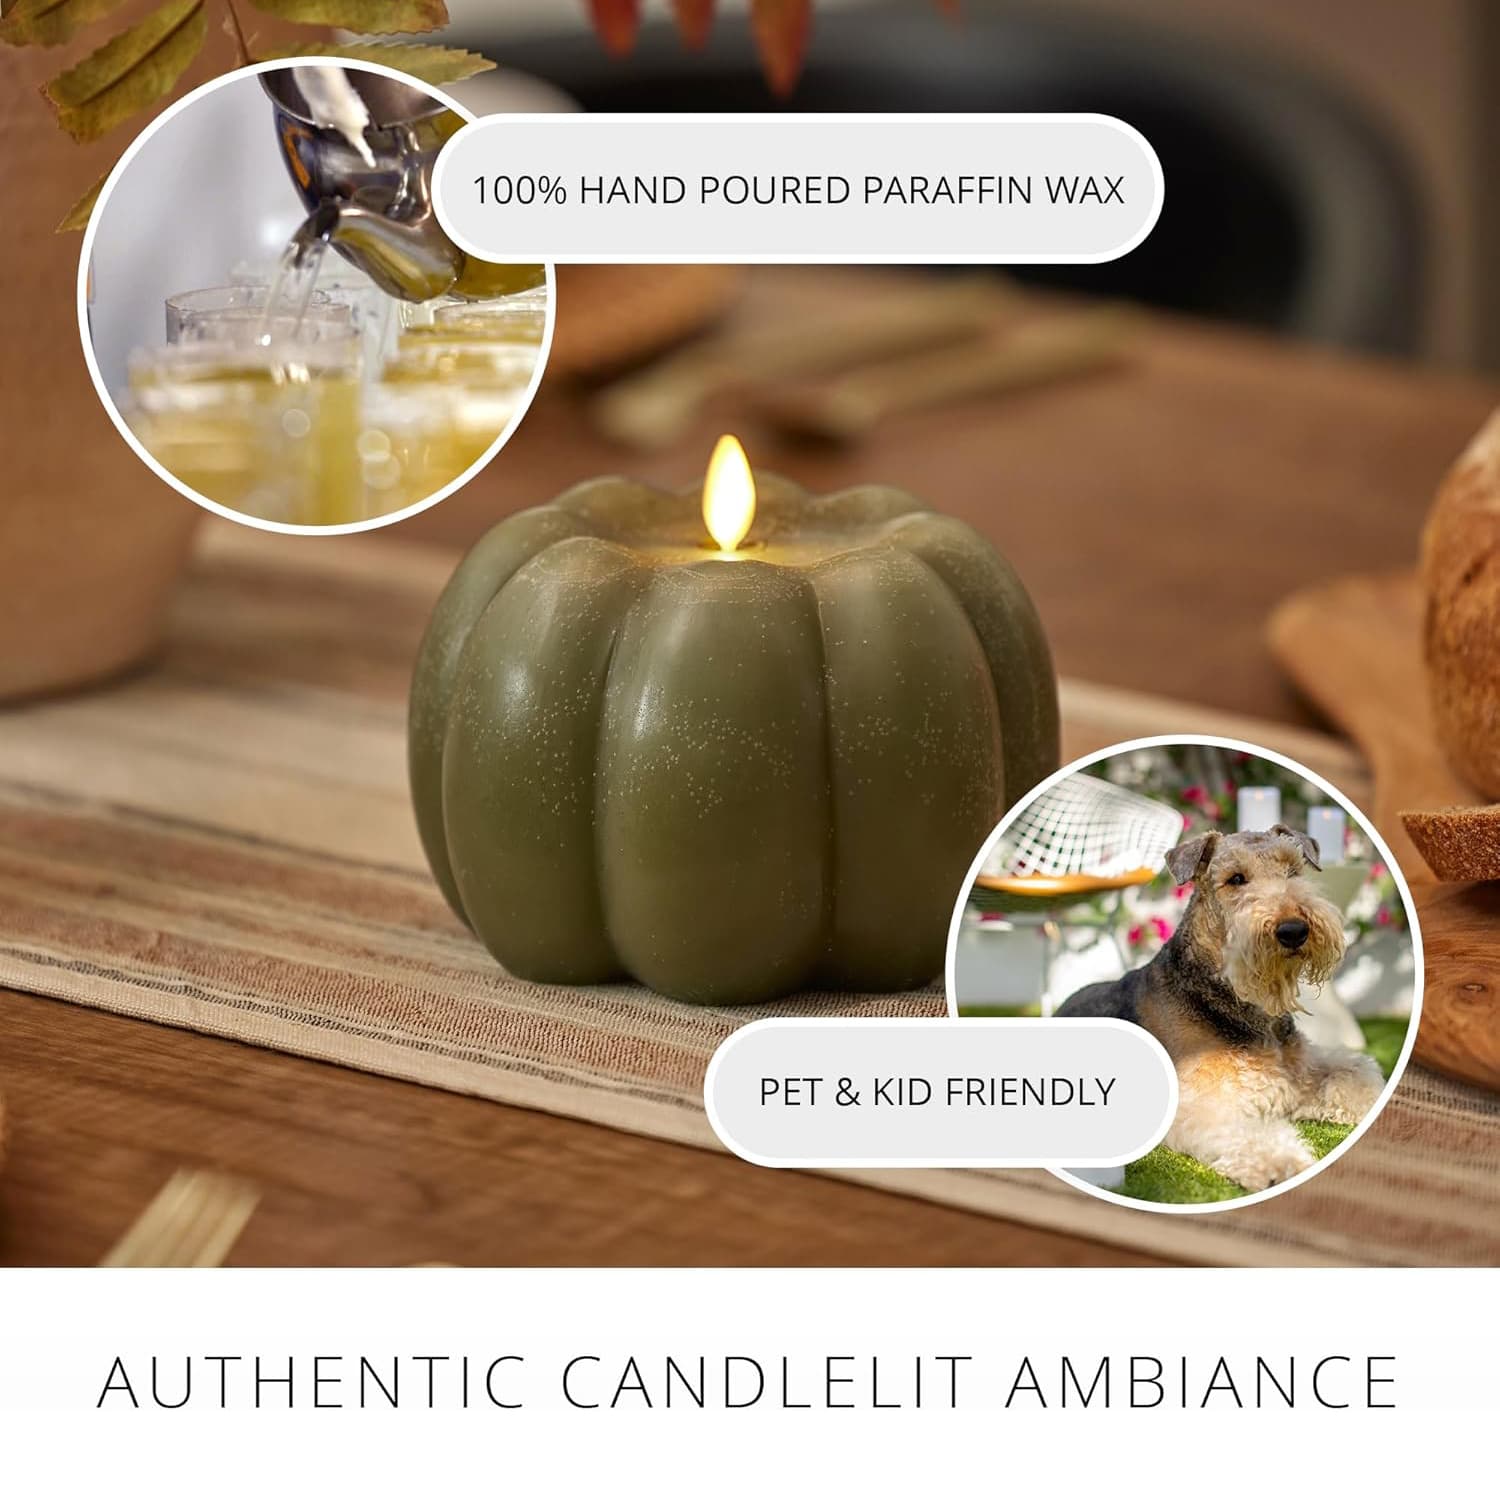 100% HAND POURED PARAFFIN WAX
PET & KID FRIENDLY
AUTHENTIC CANDLELIT AMBIANCE